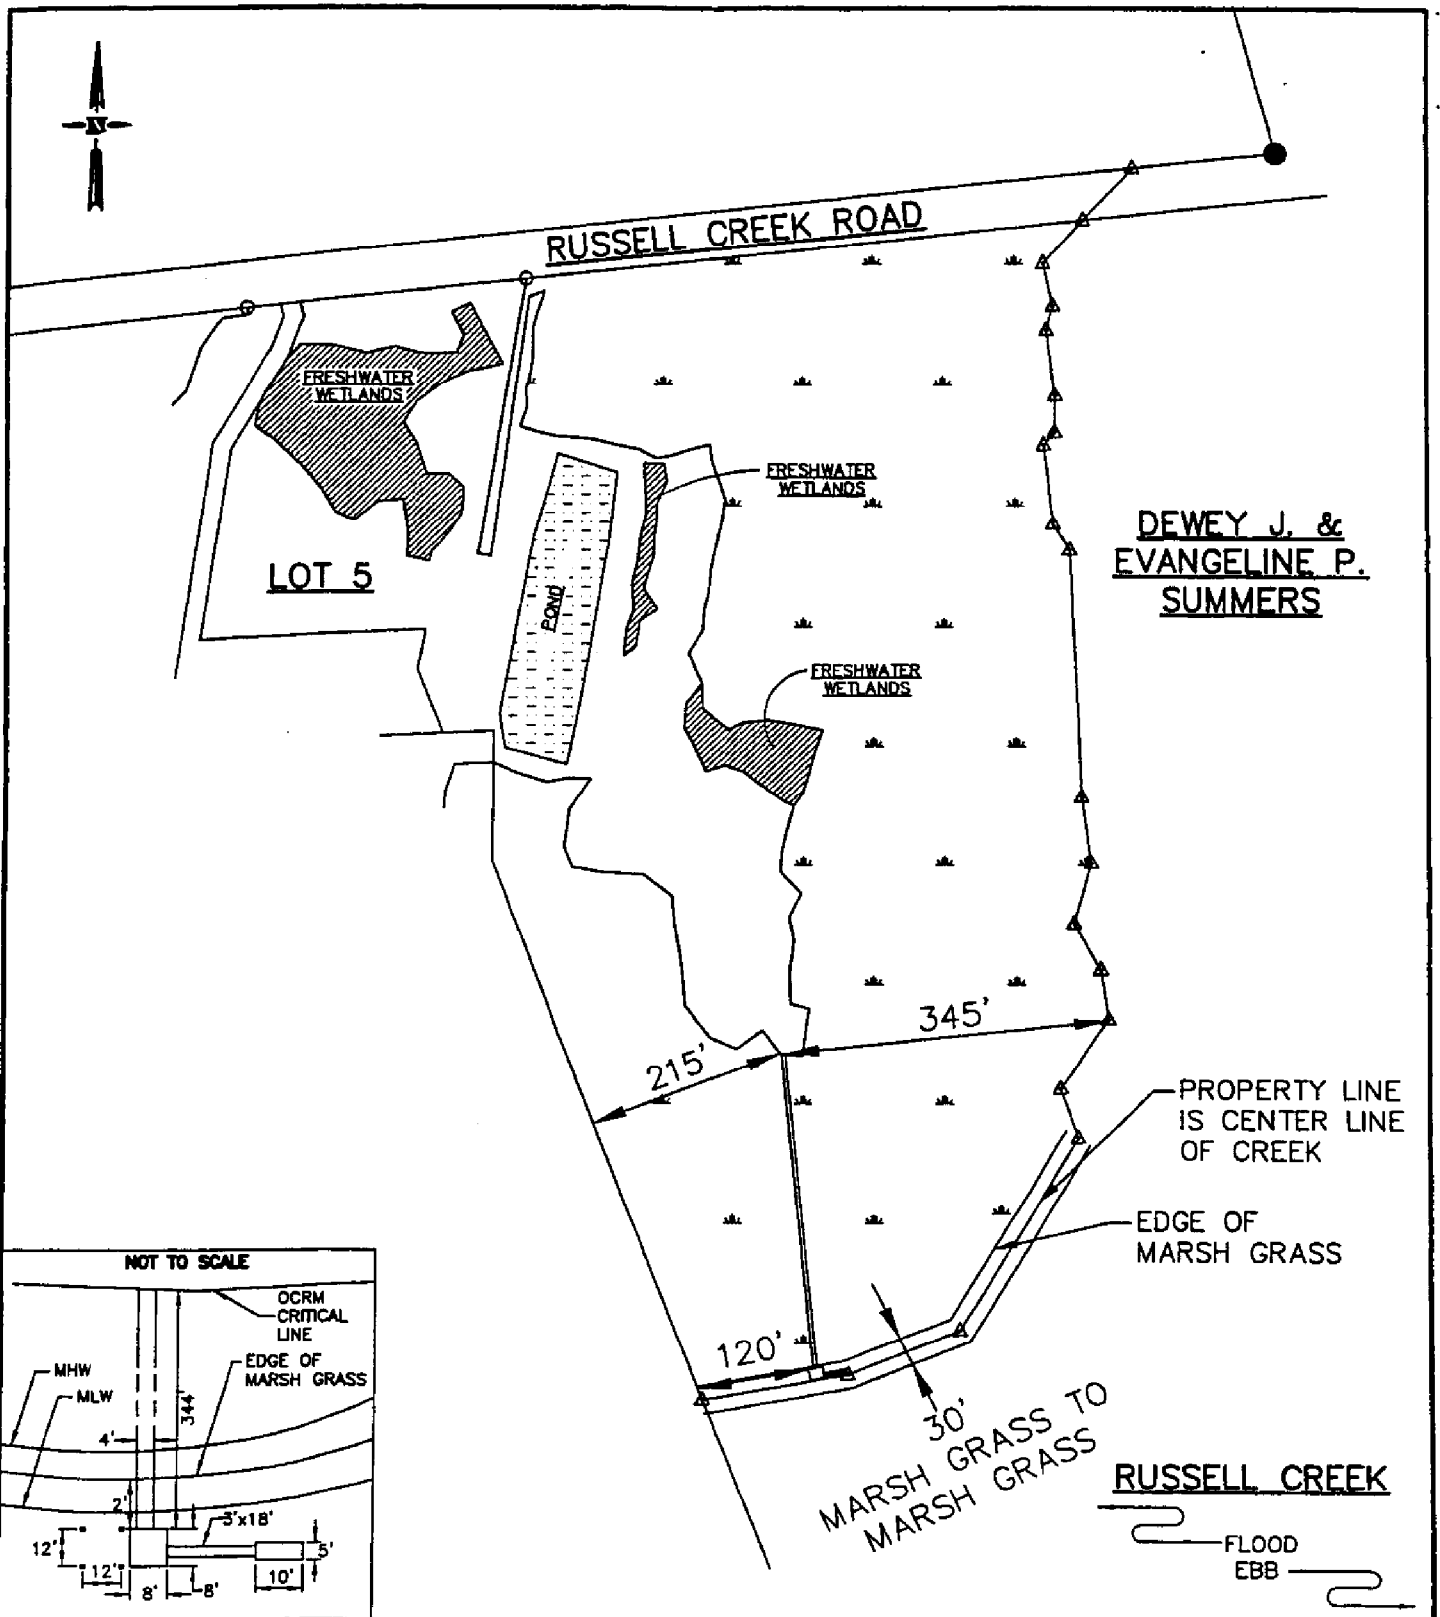 N
RUSSELL CREEK ROAD
FRESHWATER
WETLANDS
FRESHWATER
WETLANDS
LOT 5
DEWEY J. &
EVANGELINE P.
SUMMERS
POND
FRESHWATER
WETLANDS
345'
215'
PROPERTY LINE
IS CENTER LINE
OF CREEK
EDGE OF
MARSH GRASS
120'
30'
MARSH GRASS TO
MARSH GRASS
NOT TO SCALE
OCRM
CRITICAL
LINE
EDGE OF
MARSH GRASS
MHW
MLW
344'
4'
2'
3'x18'
12'
12'
8'
8'
10'
5'
RUSSELL CREEK
FLOOD
EBB